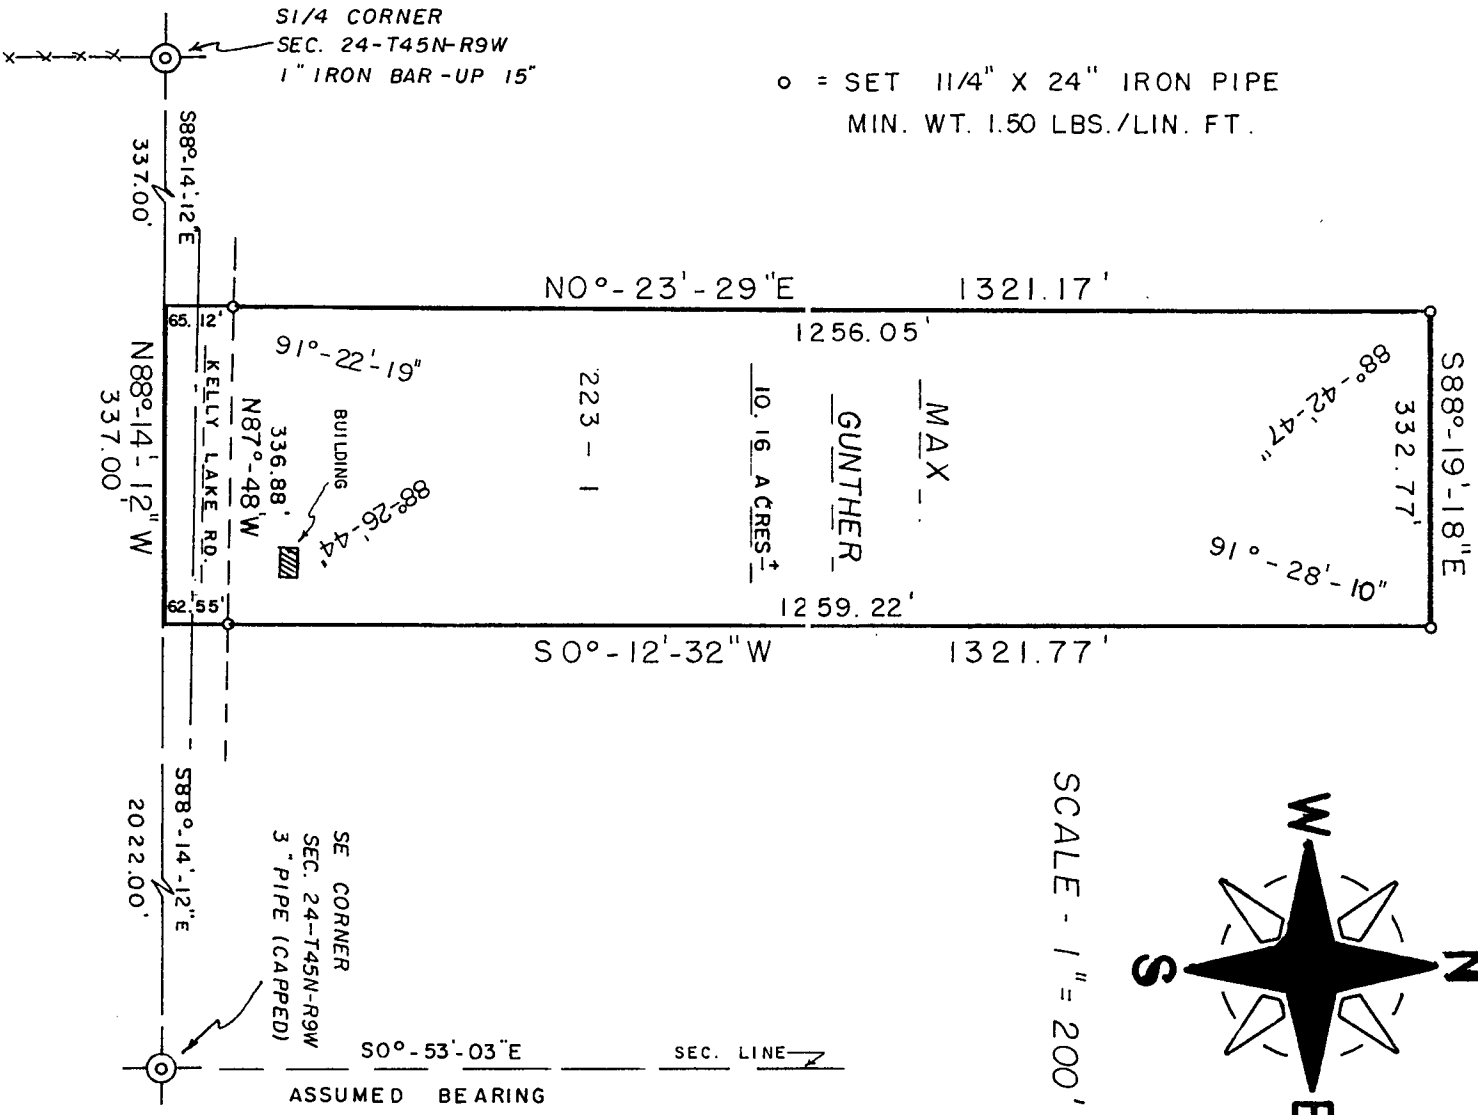 S1/4 CORNER
SEC. 24-T45N-R9W
1" IRON BAR-UP 15"
o = SET 11/4" X 24" IRON PIPE
MIN. WT. 1.50 LBS./LIN. FT.
S88°-14'-12"E
337.00'
N0°-23'-29"E 1321.17'
1256.05'
65.12'
91°-22'-19"
88°-42'-47"
S88°-19'-18"E
332.77'
N88°-14'-12"W
337.00'
KELLY LAKE RD.
N87°-48'W
336.88'
BUILDING
88°-26'-44"
223-1
10.16 ACRES±
MAX
GUNTHER
91°-28'-10"
62.55'
1259.22'
S0°-12'-32"W 1321.77'
S88°-14'-12"E
2022.00'
SE CORNER
SEC. 24-T45N-R9W
3" PIPE (CAPPED)
S0°-53'-03"E
SEC. LINE
ASSUMED BEARING
SCALE - 1" = 200'
W
N
S
E